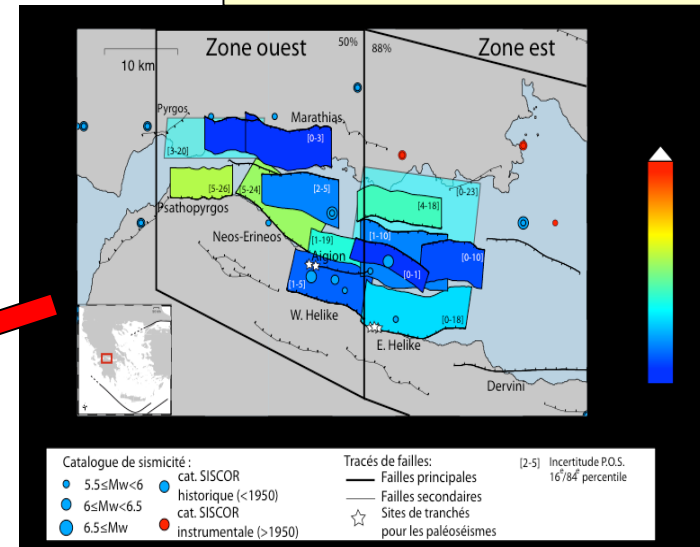 Zone ouest
50%
88%
Zone est
10 km
Pyrgos
Marathias
[0-3]
[3-20]
[5-26]
[5-24]
[2-5]
[0-23]
Psathopyrgos
[4-18]
Neos-Erineos
[1-19]
[1-10]
Aigion
[0-10]
[0-1]
[1-5]
W. Helike
[0-18]
E. Helike
Dervini
Catalogue de sismicité :
5.5≤Mw<6
6≤Mw<6.5
6.5≤Mw
cat. SISCOR
historique (<1950)
cat. SISCOR
instrumentale (>1950)
Tracés de failles:
Failles principales
Failles secondaires
Sites de tranchés
pour les paléoséismes
[2-5] Incertitude P.O.S.
16e/84e percentile